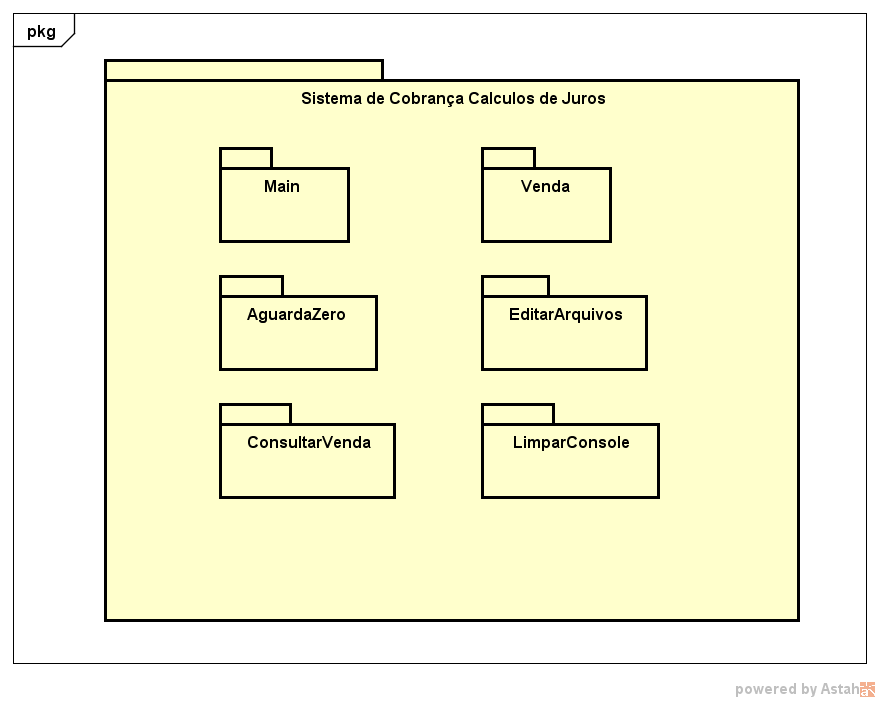 pkg
Sistema de Cobrança Calculos de Juros
Main
Venda
AguardaZero
EditarArquivos
ConsultarVenda
LimparConsole
powered by Astah